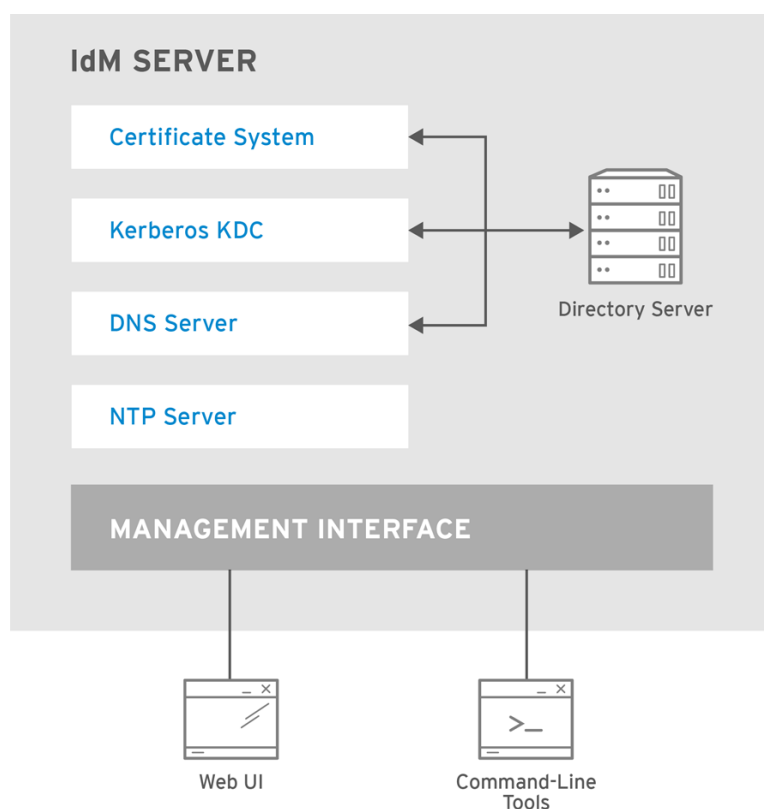 IdM SERVER
Certificate System
Kerberos KDC
DNS Server
NTP Server
Directory Server
MANAGEMENT INTERFACE
>_
Web UI
Command-Line
Tools